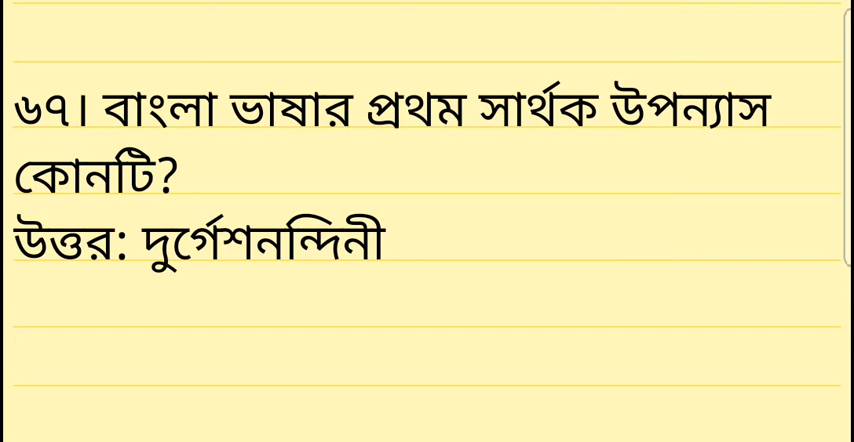 ৬৭। বাংলা ভাষার প্রথম সার্থক উপন্যাস
কোনটি?
উত্তর: দুর্গেশনন্দিনী